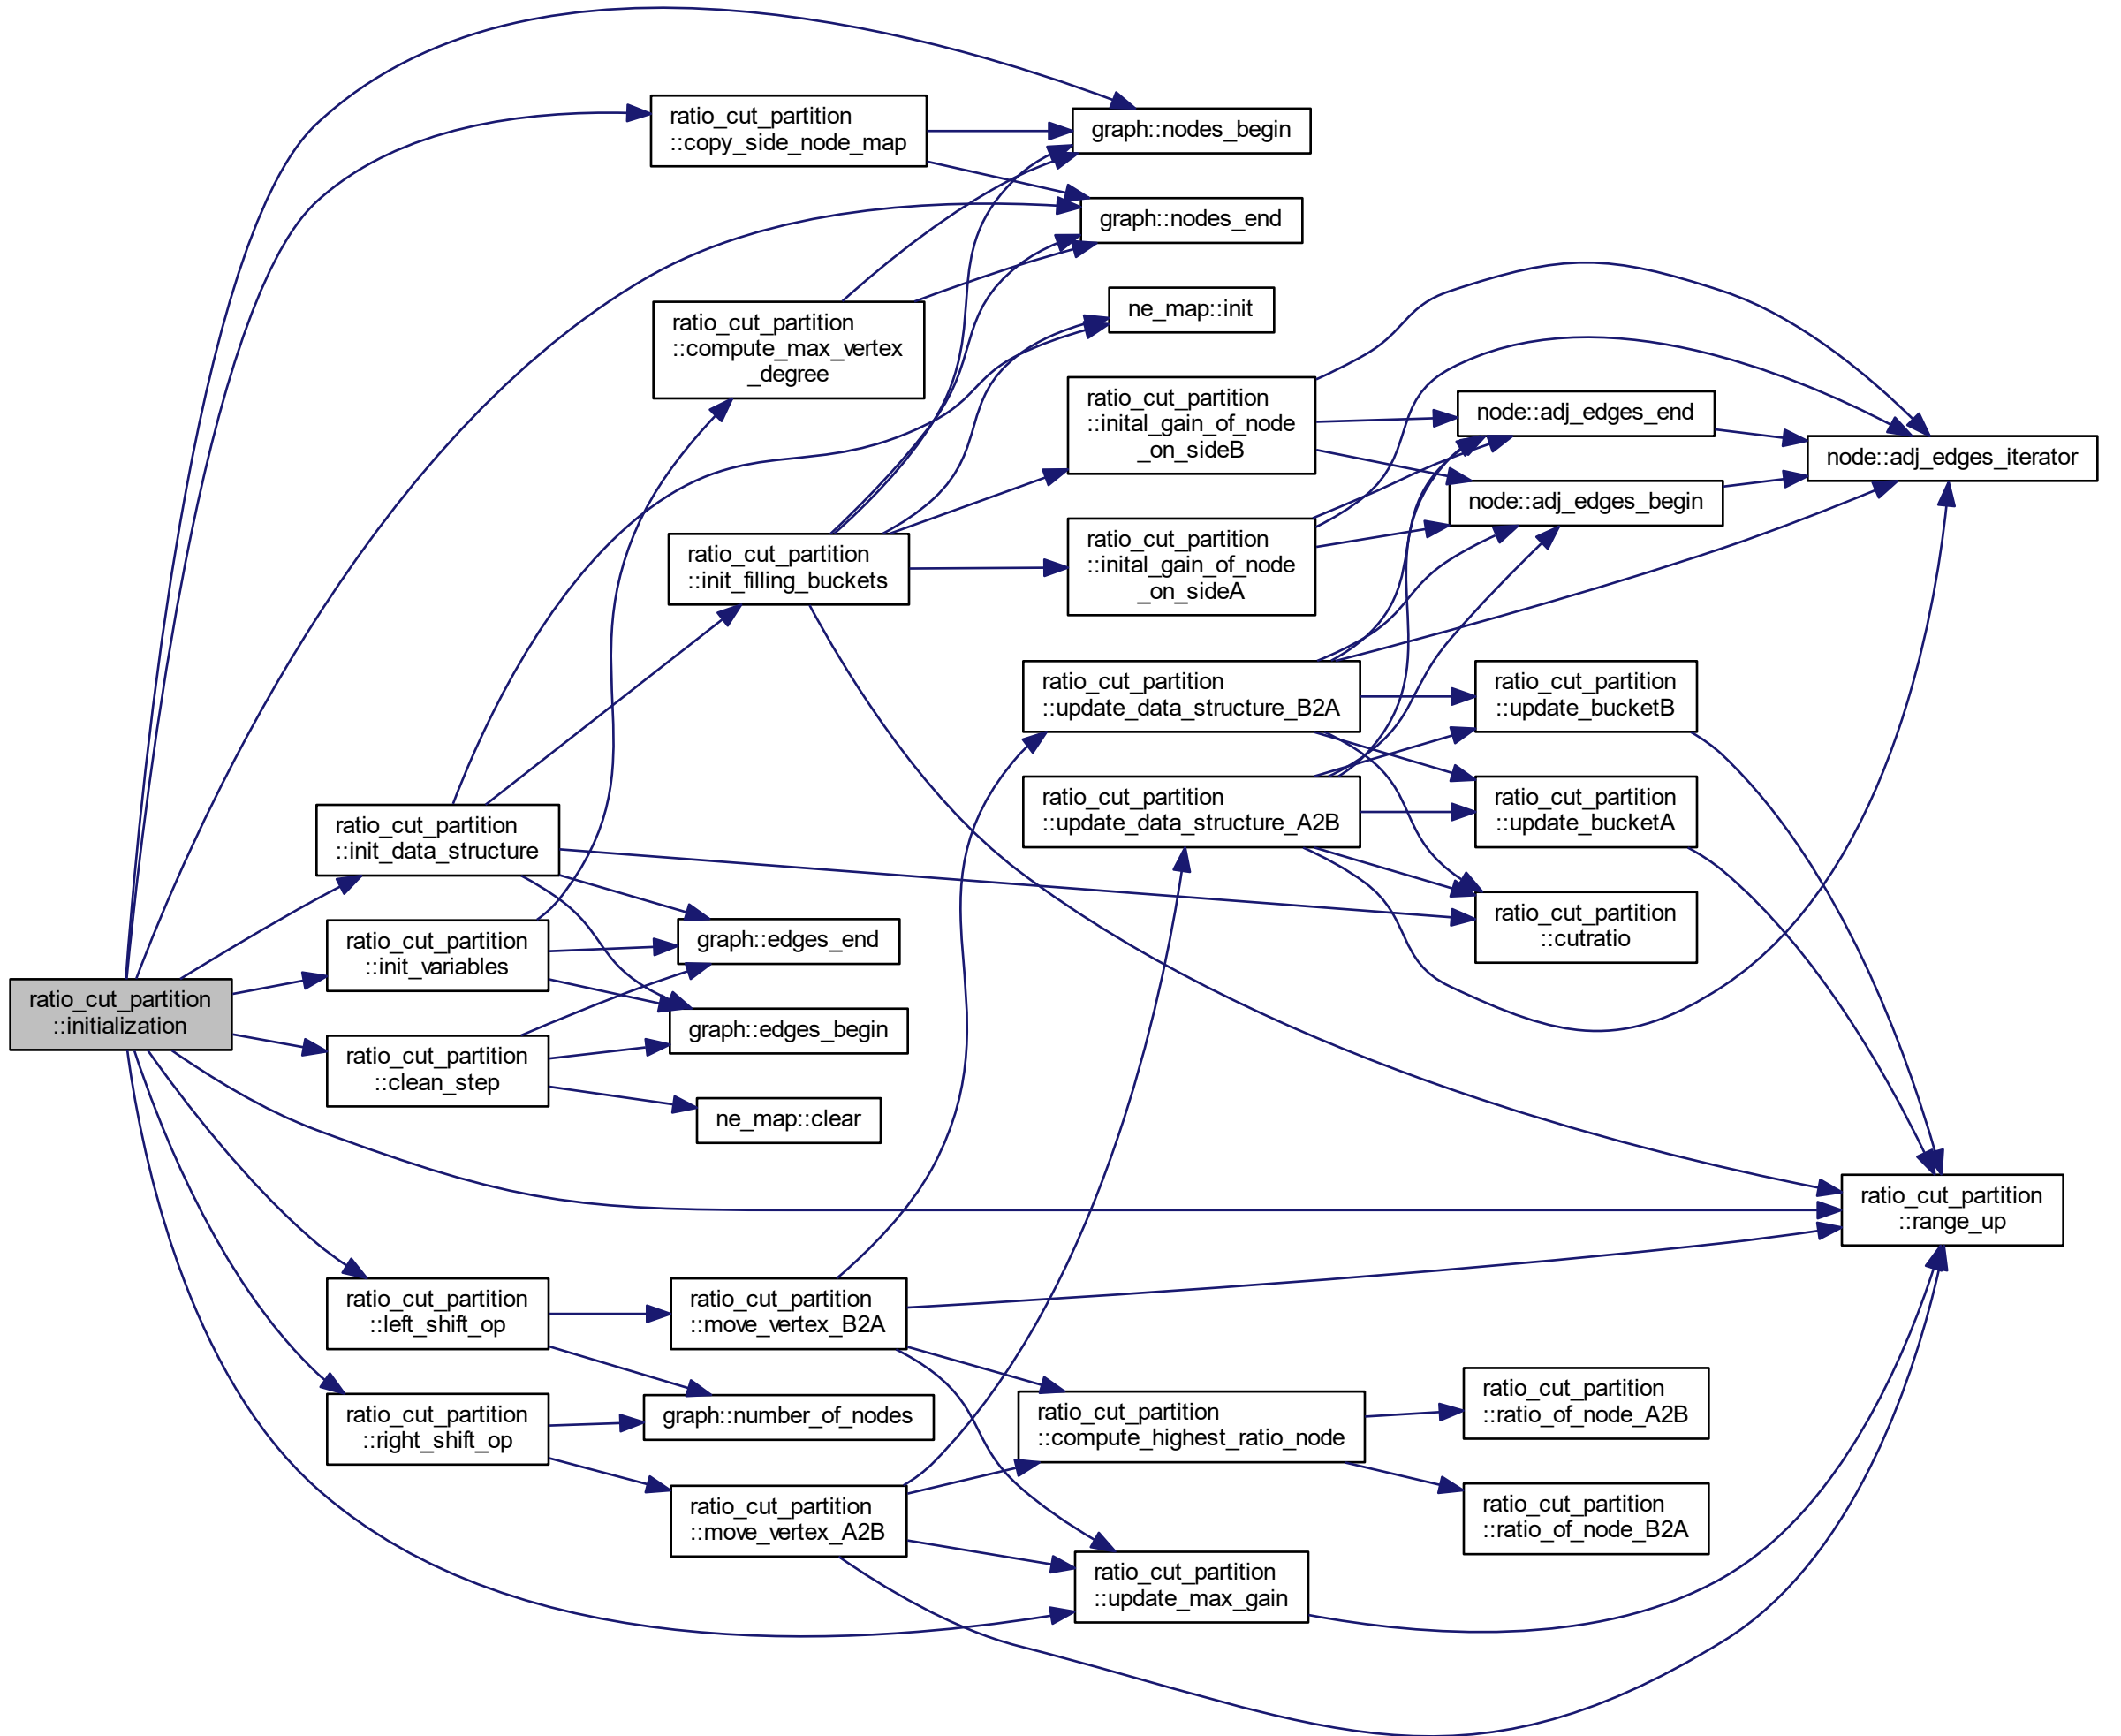 ratio_cut_partition
::copy_side_node_map
graph::nodes_begin
graph::nodes_end
ne_map::init
ratio_cut_partition
::compute_max_vertex
_degree
ratio_cut_partition
::inital_gain_of_node
_on_sideB
node::adj_edges_end
node::adj_edges_iterator
node::adj_edges_begin
ratio_cut_partition
::init_filling_buckets
ratio_cut_partition
::inital_gain_of_node
_on_sideA
ratio_cut_partition
::update_data_structure_B2A
ratio_cut_partition
::update_bucketB
ratio_cut_partition
::update_data_structure_A2B
ratio_cut_partition
::update_bucketA
ratio_cut_partition
::init_data_structure
ratio_cut_partition
::cutratio
graph::edges_end
ratio_cut_partition
::init_variables
ratio_cut_partition
::initialization
graph::edges_begin
ratio_cut_partition
::clean_step
ne_map::clear
ratio_cut_partition
::range_up
ratio_cut_partition
::left_shift_op
ratio_cut_partition
::move_vertex_B2A
ratio_cut_partition
::ratio_of_node_A2B
ratio_cut_partition
::right_shift_op
graph::number_of_nodes
ratio_cut_partition
::compute_highest_ratio_node
ratio_cut_partition
::move_vertex_A2B
ratio_cut_partition
::ratio_of_node_B2A
ratio_cut_partition
::update_max_gain